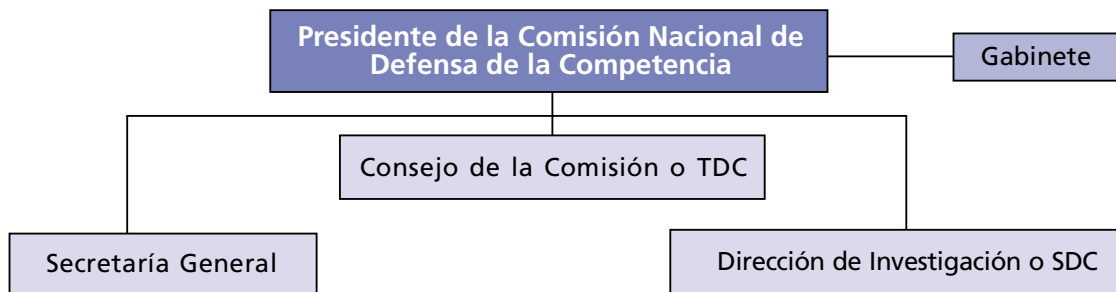 Presidente de la Comisión Nacional de
Defensa de la Competencia
Gabinete
Consejo de la Comisión o TDC
Secretaría General
Dirección de Investigación o SDC